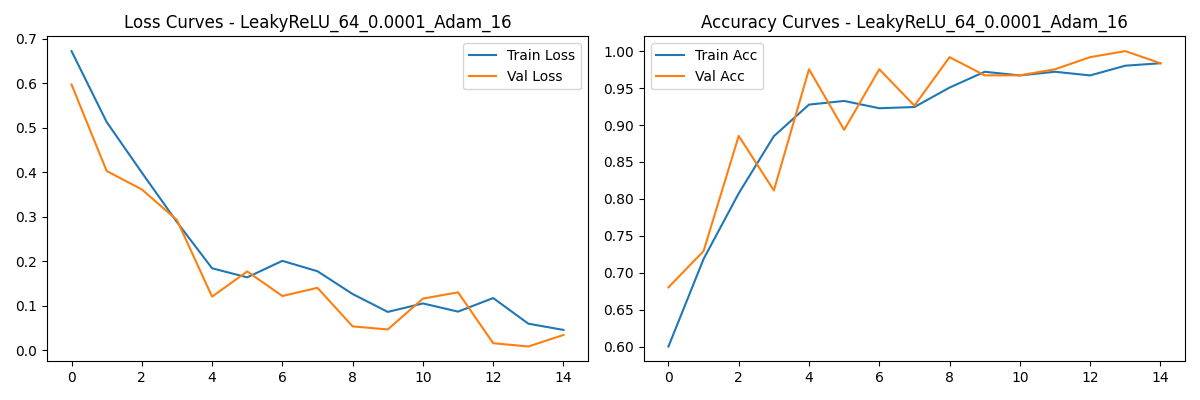 Loss Curves - LeakyReLU_64_0.0001_Adam_16
0.7
0.6
0.5
0.4
0.3
0.2
0.1
0.0
0 2 4 6 8 10 12 14
Train Loss
Val Loss
Accuracy Curves - LeakyReLU_64_0.0001_Adam_16
1.00
0.95
0.90
0.85
0.80
0.75
0.70
0.65
0.60
0 2 4 6 8 10 12 14
Train Acc
Val Acc